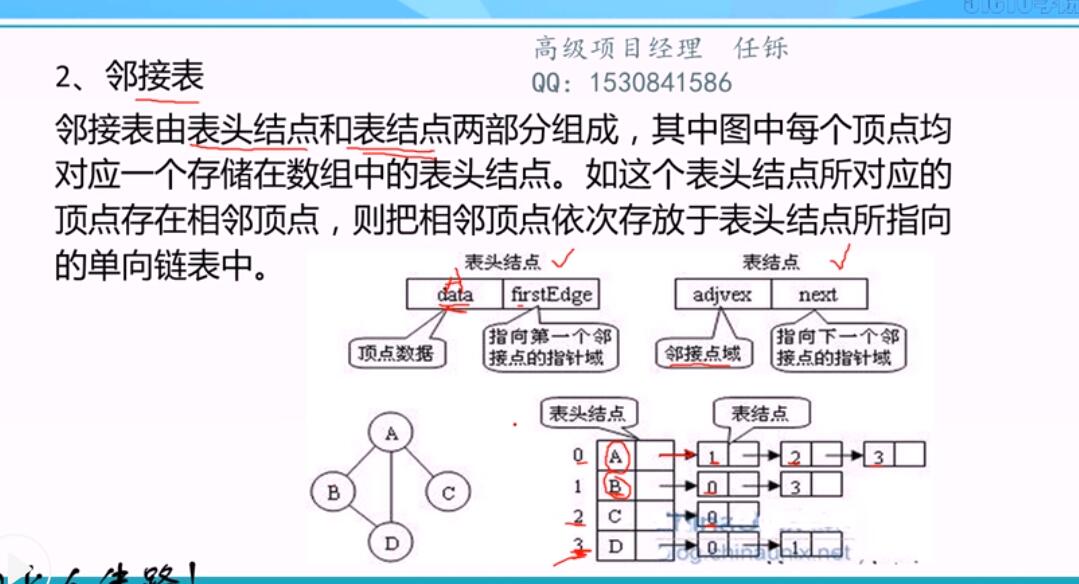 高级项目经理 任铄
QQ：1530841586
2、邻接表
邻接表由表头结点和表结点两部分组成，其中图中每个顶点均
对应一个存储在数组中的表头结点。如这个表头结点所对应的
顶点存在相邻顶点，则把相邻顶点依次存放于表头结点所指向
的单向链表中。
表头结点 表结点
A
data firstEdge adjvex next
顶点数据 指向第一个邻接点的指针域 邻接点域 指向下一个邻接点的指针域
表头结点 表结点
A
B C
D
0 A 1 2 3
1 B 0 3
2 C 0
3 D 0 1